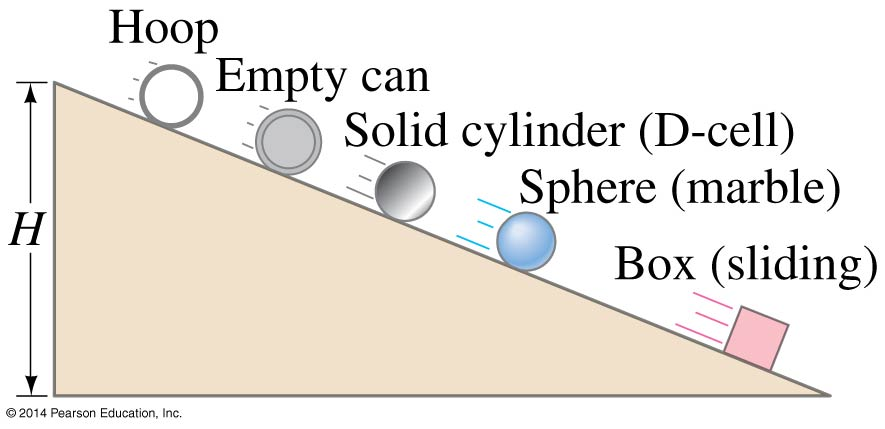 Hoop
Empty can
Solid cylinder (D-cell)
Sphere (marble)
H
Box (sliding)
© 2014 Pearson Education, Inc.